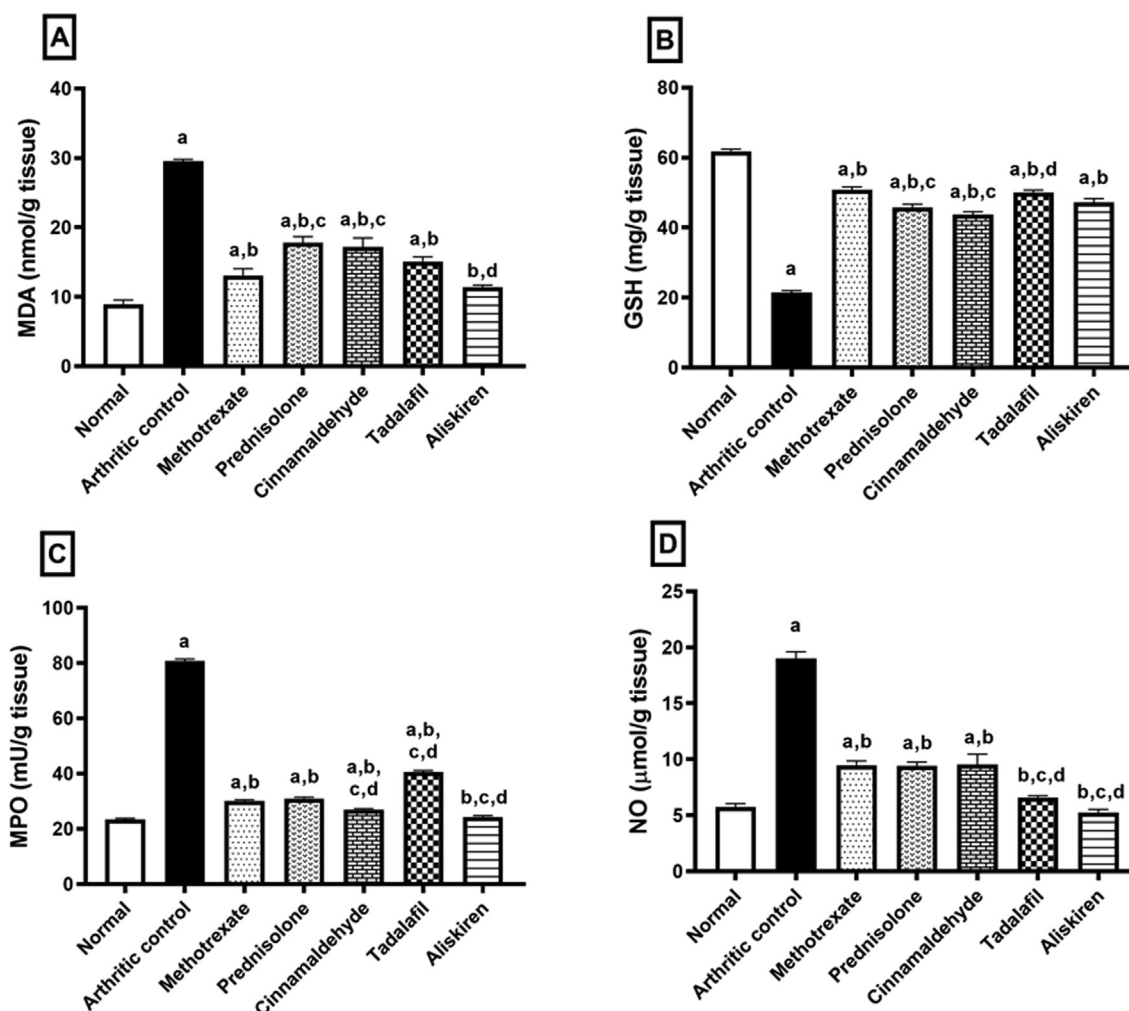 A
MDA (nmol/g tissue)
40
30
20
10
0
a
a,b
a,b,c
a,b,c
a,b
b,d
Normal
Arthritic control
Methotrexate
Prednisolone
Cinnamaldehyde
Tadalafil
Aliskiren
B
GSH (mg/g tissue)
80
60
40
20
0
a
a,b
a,b,c
a,b,c
a,b,d
a,b
Normal
Arthritic control
Methotrexate
Prednisolone
Cinnamaldehyde
Tadalafil
Aliskiren
C
MPO (mU/g tissue)
100
80
60
40
20
0
a
a,b
a,b
a,b,
c,d
a,b,
c,d
b,c,d
Normal
Arthritic control
Methotrexate
Prednisolone
Cinnamaldehyde
Tadalafil
Aliskiren
D
NO (μmol/g tissue)
25
20
15
10
5
0
a
a,b
a,b
a,b
b,c,d
b,c,d
Normal
Arthritic control
Methotrexate
Prednisolone
Cinnamaldehyde
Tadalafil
Aliskiren